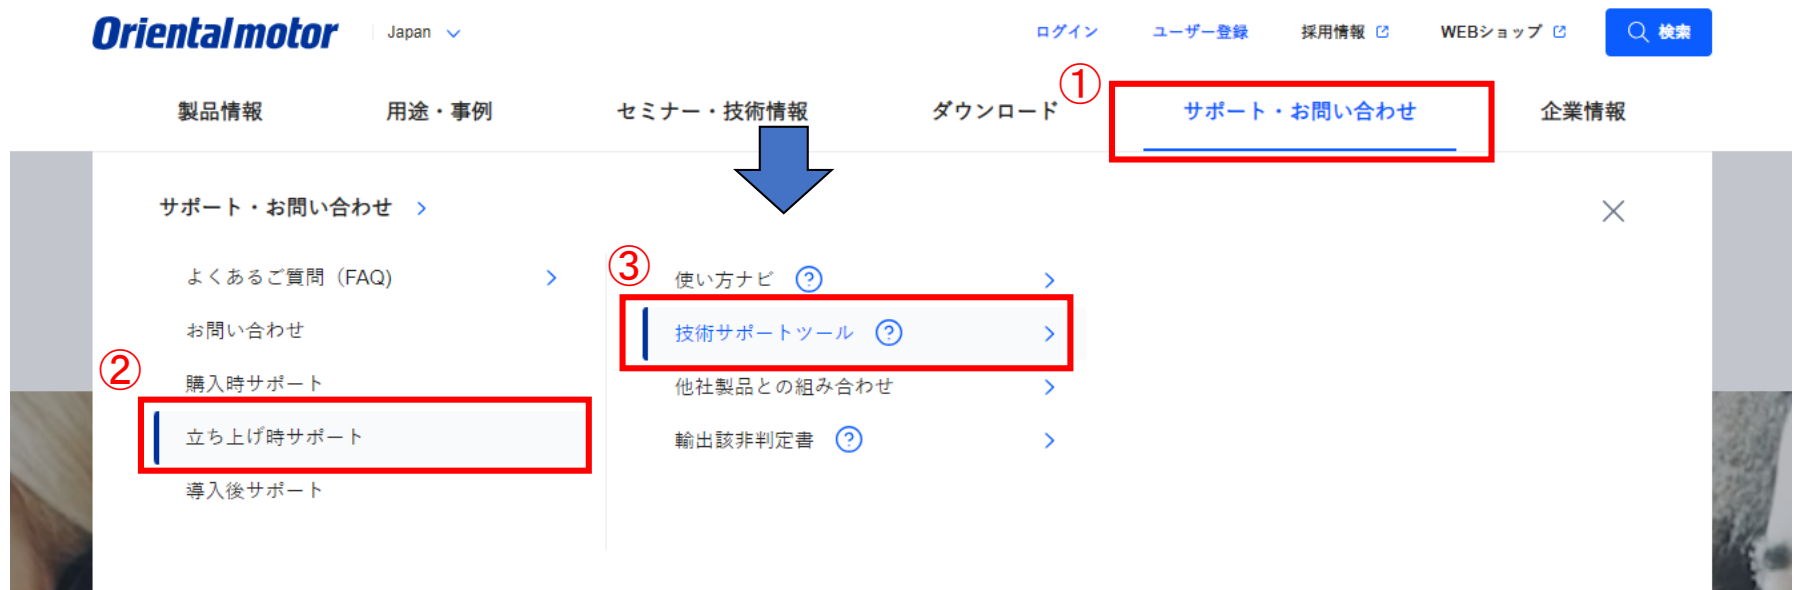 Orientalmotor Japan ログイン ユーザー登録 採用情報 WEBショップ 検索
①
製品情報 用途・事例 セミナー・技術情報 ダウンロード サポート・お問い合わせ 企業情報
サポート・お問い合わせ
よくあるご質問（FAQ)
お問い合わせ
②
購入時サポート
立ち上げ時サポート
導入後サポート
③
使い方ナビ ?
技術サポートツール ?
他社製品との組み合わせ
輸出該非判定書 ?